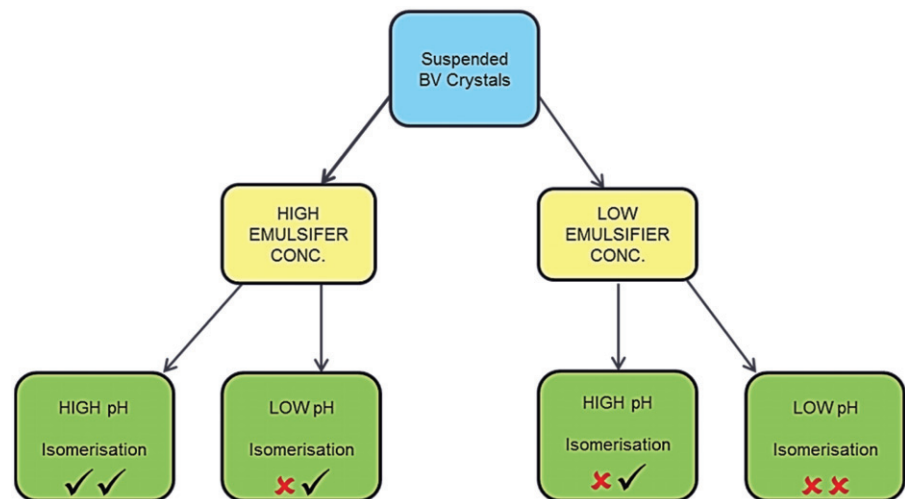 Suspended
BV Crystals
HIGH
EMULSIFER
CONC.
LOW
EMULSIFIER
CONC.
HIGH pH
Isomerisation
✓✓
LOW pH
Isomerisation
✗✓
HIGH pH
Isomerisation
✗✓
LOW pH
Isomerisation
✗✗